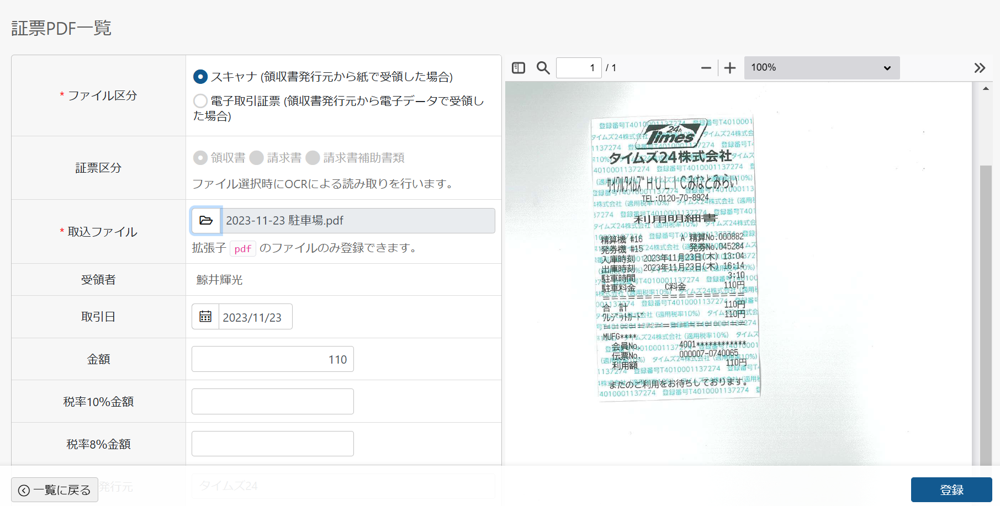 証票PDF一覧
* ファイル区分
スキャナ (領収書発行元から紙で受領した場合)
電子取引証票 (領収書発行元から電子データで受領し
た場合)
証票区分
領収書 請求書 請求書補助書類
ファイル選択時にOCRによる読み取りを行います。
* 取込ファイル
2023-11-23 駐車場.pdf
拡張子 pdf のファイルのみ登録できます。
受領者
鯨井輝光
取引日
2023/11/23
金額
110
税率10%金額
税率8%金額
発行元
タイムズ24
一覧に戻る
登録
1 / 1
100%
24h
Times
タイムズ24株式会社
ｻｲｸﾙﾀｲﾑｽﾞHULICみなとみらい
TEL:0120-70-8924
利用明細書
精算機 #16 A 精算No.000882
発券機 #15 発券No.045284
入庫時刻 2023年11月23日(木) 13:04
出庫時刻 2023年11月23日(木) 16:14
駐車時間 3:10
駐車料金 C料金 110円
合 計 110円
ｸﾚｼﾞｯﾄｶｰﾄﾞ 110円
MUFG****
会員No. 4001************
伝票No. 000007-0740065
利用額 110円
またのご利用をお待ちしております。
登録番号T4010001137274
タイムズ24株式会社 (適用税率10%)